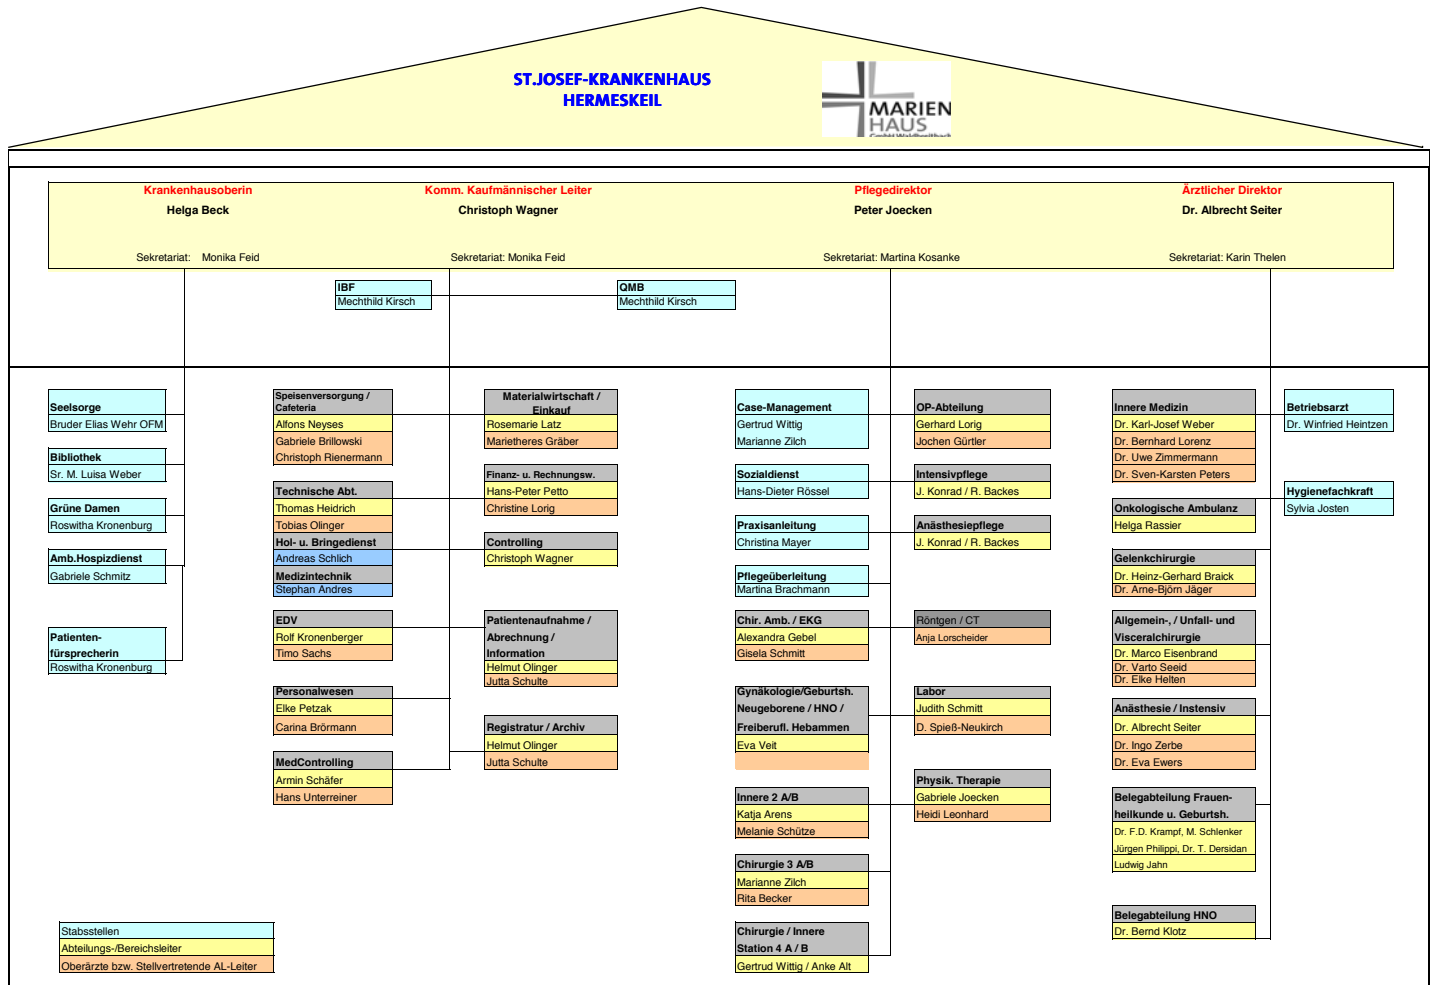 ST.JOSEF-KRANKENHAUS
HERMESKEIL
MARIEN
HAUS
GmbH Waldbreitbach
Krankenhausoberin
Helga Beck
Sekretariat: Monika Feid
Komm. Kaufmännischer Leiter
Christoph Wagner
Sekretariat: Monika Feid
Pflegedirektor
Peter Joecken
Sekretariat: Martina Kosanke
Ärztlicher Direktor
Dr. Albrecht Seiter
Sekretariat: Karin Thelen
IBF
Mechthild Kirsch
QMB
Mechthild Kirsch
Seelsorge
Bruder Elias Wehr OFM
Bibliothek
Sr. M. Luisa Weber
Grüne Damen
Roswitha Kronenburg
Amb.Hospizdienst
Gabriele Schmitz
Patienten-
fürsprecherin
Roswitha Kronenburg
Speisenversorgung /
Cafeteria
Alfons Neyses
Gabriele Brillowski
Christoph Rienermann
Technische Abt.
Thomas Heidrich
Tobias Olinger
Hol- u. Bringedienst
Andreas Schlich
Medizintechnik
Stephan Andres
EDV
Rolf Kronenberger
Timo Sachs
Personalwesen
Elke Petzak
Carina Brörmann
MedControlling
Armin Schäfer
Hans Unterreiner
Materialwirtschaft /
Einkauf
Rosemarie Latz
Marietheres Gräber
Finanz- u. Rechnungsw.
Hans-Peter Petto
Christine Lorig
Controlling
Christoph Wagner
Patientenaufnahme /
Abrechnung /
Information
Helmut Olinger
Jutta Schulte
Registratur / Archiv
Helmut Olinger
Jutta Schulte
Case-Management
Gertrud Wittig
Marianne Zilch
Sozialdienst
Hans-Dieter Rössel
Praxisanleitung
Christina Mayer
Pflegeüberleitung
Martina Brachmann
Chir. Amb. / EKG
Alexandra Gebel
Gisela Schmitt
Gynäkologie/Geburtsh.
Neugeborene / HNO /
Freiberufl. Hebammen
Eva Veit
Innere 2 A/B
Katja Arens
Melanie Schütze
Chirurgie 3 A/B
Marianne Zilch
Rita Becker
Chirurgie / Innere
Station 4 A / B
Gertrud Wittig / Anke Alt
OP-Abteilung
Gerhard Lorig
Jochen Gürtler
Intensivpflege
J. Konrad / R. Backes
Anästhesiepflege
J. Konrad / R. Backes
Röntgen / CT
Anja Lorscheider
Labor
Judith Schmitt
D. Spieß-Neukirch
Physik. Therapie
Gabriele Joecken
Heidi Leonhard
Innere Medizin
Dr. Karl-Josef Weber
Dr. Bernhard Lorenz
Dr. Uwe Zimmermann
Dr. Sven-Karsten Peters
Onkologische Ambulanz
Helga Rassier
Gelenkchirurgie
Dr. Heinz-Gerhard Braick
Dr. Arne-Björn Jäger
Allgemein-, / Unfall- und
Visceralchirurgie
Dr. Marco Eisenbrand
Dr. Varto Seeid
Dr. Elke Helten
Anästhesie / Instensiv
Dr. Albrecht Seiter
Dr. Ingo Zerbe
Dr. Eva Ewers
Belegabteilung Frauen-
heilkunde u. Geburtsh.
Dr. F.D. Krampf, M. Schlenker
Jürgen Philippi, Dr. T. Dersidan
Ludwig Jahn
Belegabteilung HNO
Dr. Bernd Klotz
Betriebsarzt
Dr. Winfried Heintzen
Hygienefachkraft
Sylvia Josten
Stabsstellen
Abteilungs-/Bereichsleiter
Oberärzte bzw. Stellvertretende AL-Leiter